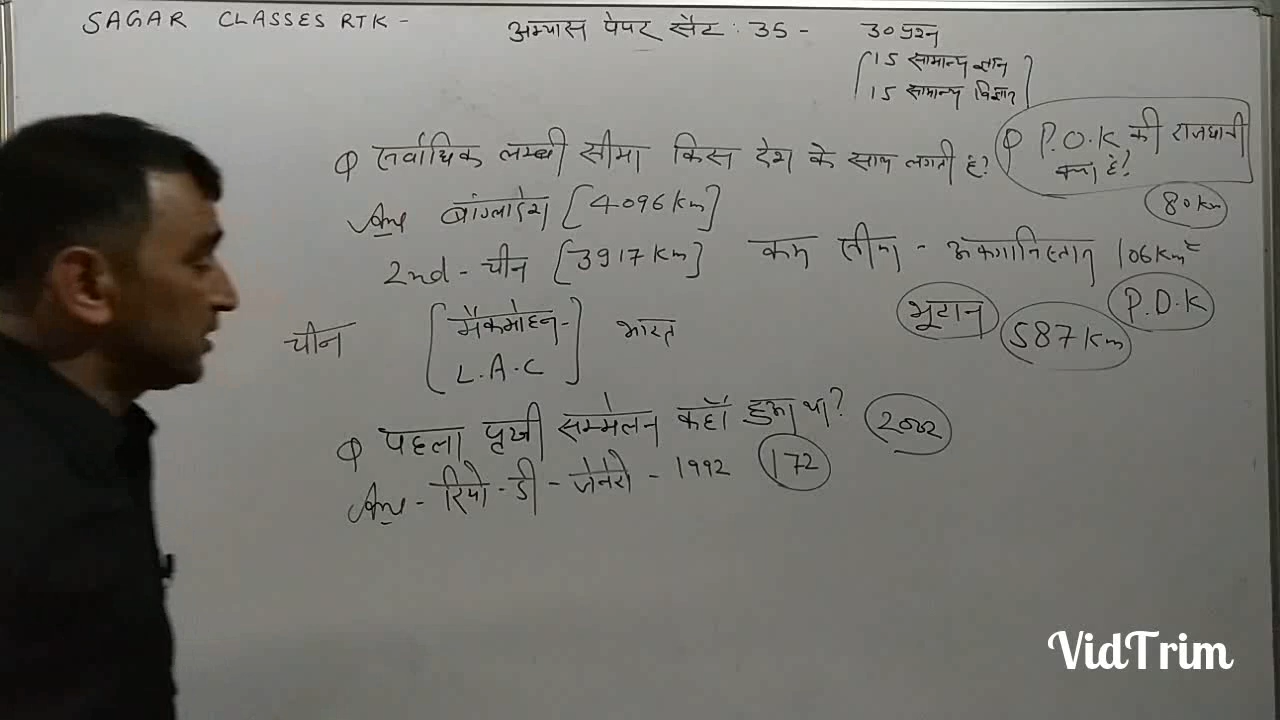 SAGAR CLASSES RTK -
अभ्यास पेपर सैट : 35 -
30 प्रश्न
15 सामान्य ज्ञान
15 सामान्य विज्ञान
Q सर्वाधिक लम्बी सीमा किस देश के साथ लगती है?
Q P.O.K की राजधानी
क्या है?
Ans बांग्लादेश [4096 km]
80 km
2nd - चीन [3917 km]
कम सीमा - अफगानिस्तान 106 km
P.O.K
भूटान
587 km
चीन [मैकमोहन- L.A.C] भारत
Q पहला पृथ्वी सम्मेलन कहाँ हुआ था?
2002
Ans - रियो - डी - जेनेरो - 1992
172
VidTrim